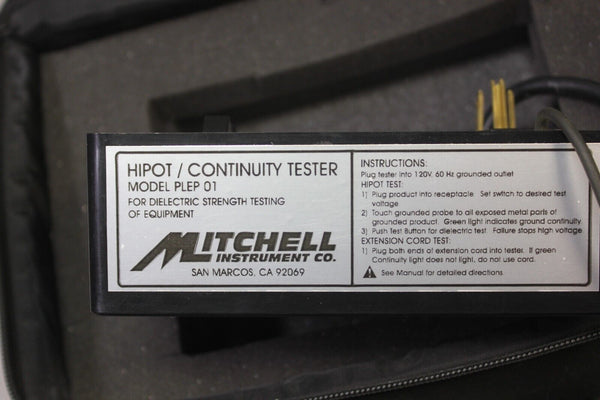 HIPOT / CONTINUITY TESTER
MODEL PLEP 01
FOR DIELECTRIC STRENGTH TESTING
OF EQUIPMENT
MITCHELL
INSTRUMENT CO.
SAN MARCOS, CA 92069
INSTRUCTIONS:
Plug tester into 120V, 60 Hz grounded outlet
HIPOT TEST:
1) Plug product into receptacle. Set switch to desired test
voltage
2) Touch grounded probe to all exposed metal parts of
grounded product. Green light indicates ground continuity.
3) Push Test Button for dielectric test. Failure stops high voltage.
EXTENSION CORD TEST:
1) Plug both ends of extension cord into tester. If green
Continuity light does not light, do not use cord.
See Manual for detailed directions.